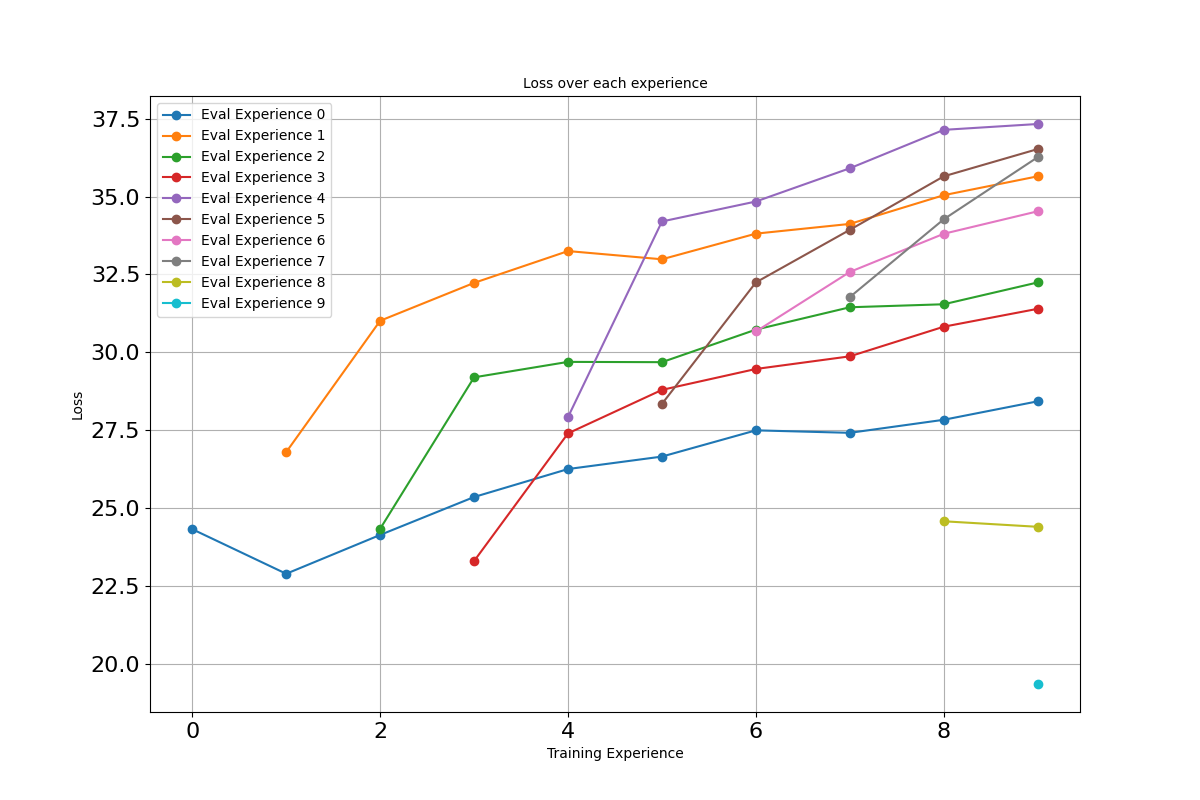 Loss over each experience
Eval Experience 0
Eval Experience 1
Eval Experience 2
Eval Experience 3
Eval Experience 4
Eval Experience 5
Eval Experience 6
Eval Experience 7
Eval Experience 8
Eval Experience 9
37.5
35.0
32.5
30.0
27.5
25.0
22.5
20.0
Loss
0 2 4 6 8
Training Experience